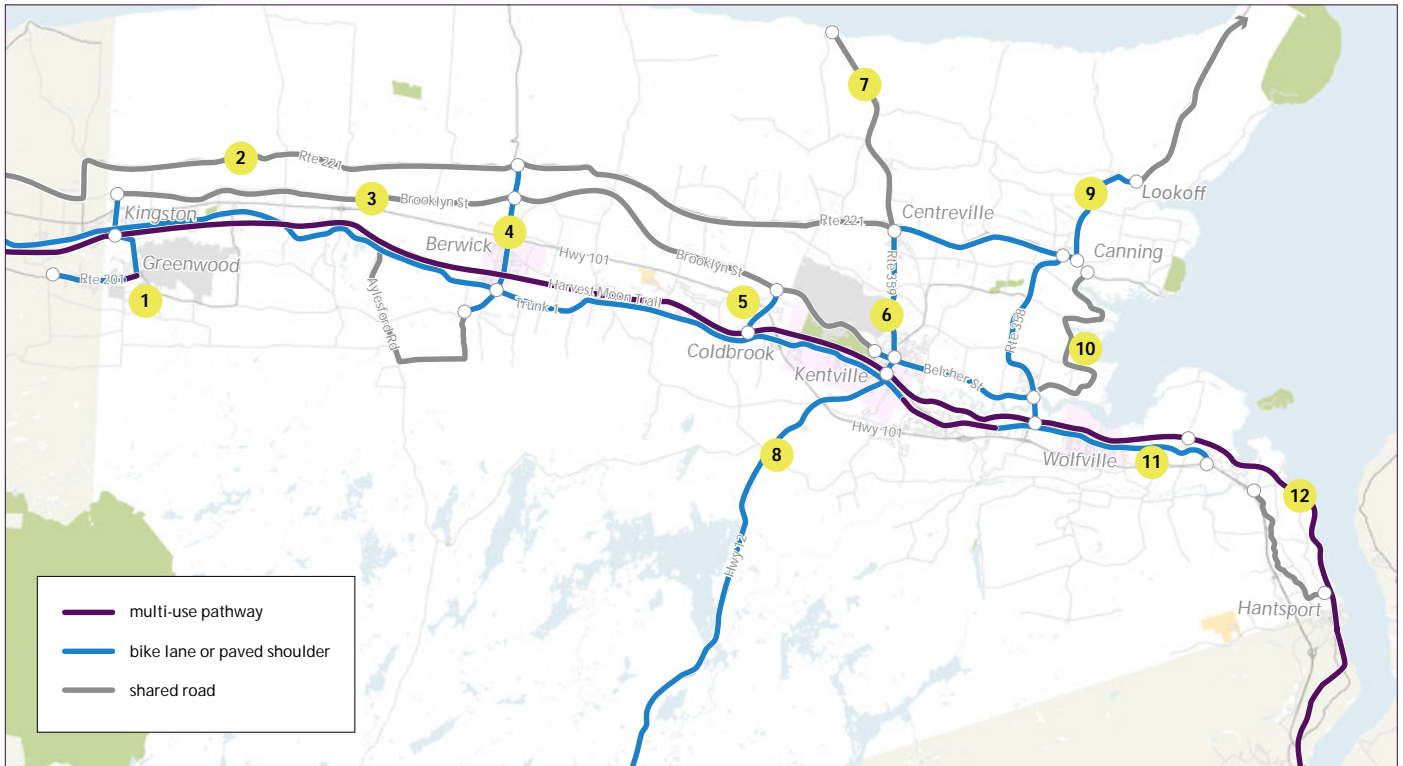 7
2
Rte 221
9
Lookoff
3
Brooklyn St
Kingston
Centreville
Rte 221
4
Berwick
Hwy 101
Canning
Brooklyn St
Greenwood
Rte 359
Rte 201
1
Harvest Moon Trail
5
Trunk 1
6
Aylesford Rd
Rte 358
10
Coldbrook
Kentville
Belcher St
Hwy 101
8
Wolfville
11
12
Hwy 12
Hantsport
multi-use pathway
bike lane or paved shoulder
shared road